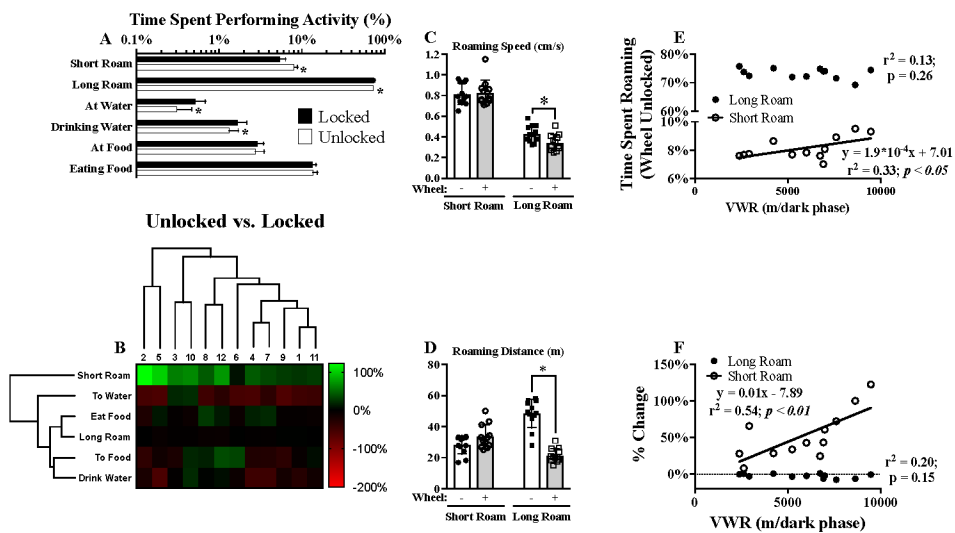 Time Spent Performing Activity (%)
A
0.1% 1% 10% 100%
Short Roam
*
Long Roam
*
At Water
*
Drinking Water
*
At Food
Eating Food
Locked
Unlocked
Unlocked vs. Locked
B
2 5 3 10 8 12 6 4 7 9 1 11
Short Roam
To Water
Eat Food
Long Roam
To Food
Drink Water
100%
0%
-100%
-200%
C
Roaming Speed (cm/s)
1.2
1.0
0.8
0.6
0.4
0.2
0.0
*
Wheel: - + - +
Short Roam Long Roam
D
Roaming Distance (m)
80
60
40
20
0
*
Wheel: - + - +
Short Roam Long Roam
E
Time Spent Roaming
(Wheel Unlocked)
80%
70%
60%
10%
8%
6%
r² = 0.13;
p = 0.26
Long Roam
Short Roam
y = 1.9*10⁻⁴x + 7.01
r² = 0.33; p < 0.05
0 5000 10000
VWR (m/dark phase)
F
% Change
150%
100%
50%
0%
Long Roam
Short Roam
y = 0.01x - 7.89
r² = 0.54; p < 0.01
r² = 0.20;
p = 0.15
0 5000 10000
VWR (m/dark phase)